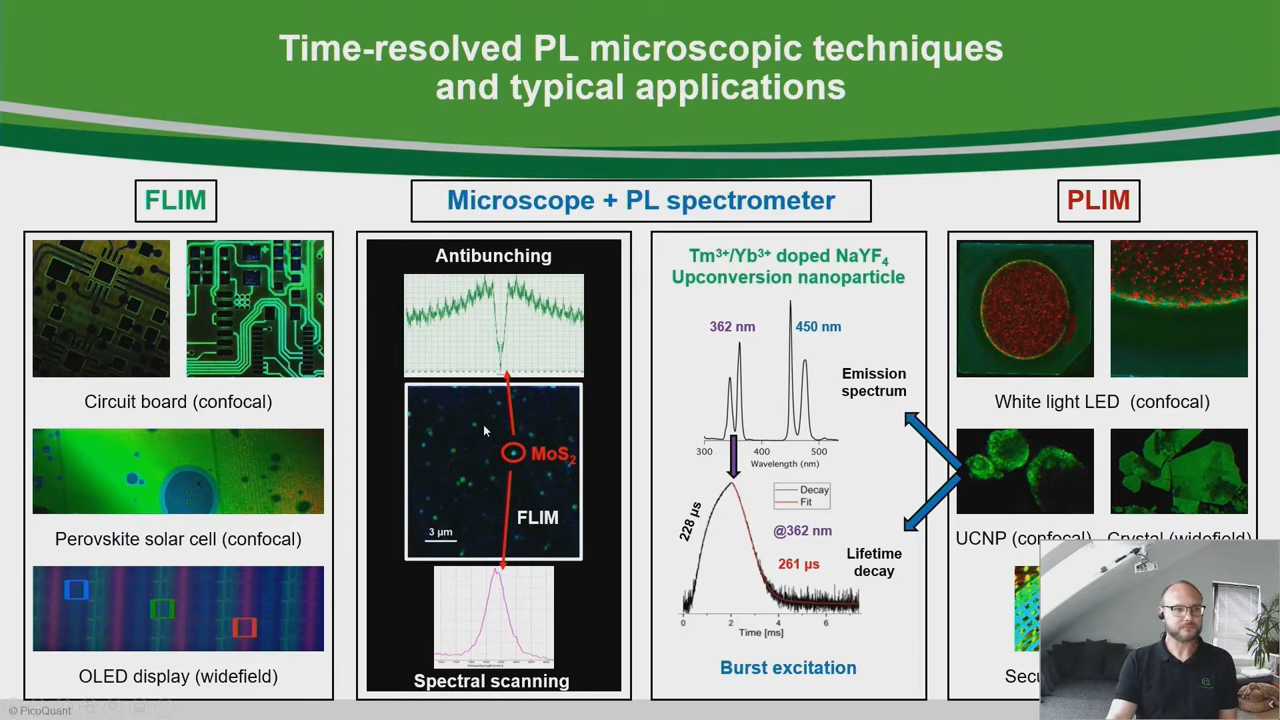 Time-resolved PL microscopic techniques
and typical applications
FLIM
Circuit board (confocal)
Perovskite solar cell (confocal)
OLED display (widefield)
Microscope + PL spectrometer
Antibunching
MoS₂
FLIM
3 µm
Spectral scanning
Tm³⁺/Yb³⁺ doped NaYF₄
Upconversion nanoparticle
362 nm
450 nm
Emission
spectrum
300 400 500
Wavelength (nm)
228 µs
Decay
Fit
@362 nm
261 µs
Lifetime
decay
0 2 4 6
Time [ms]
Burst excitation
PLIM
White light LED (confocal)
UCNP (confocal) Crystal (widefield)
© PicoQuant